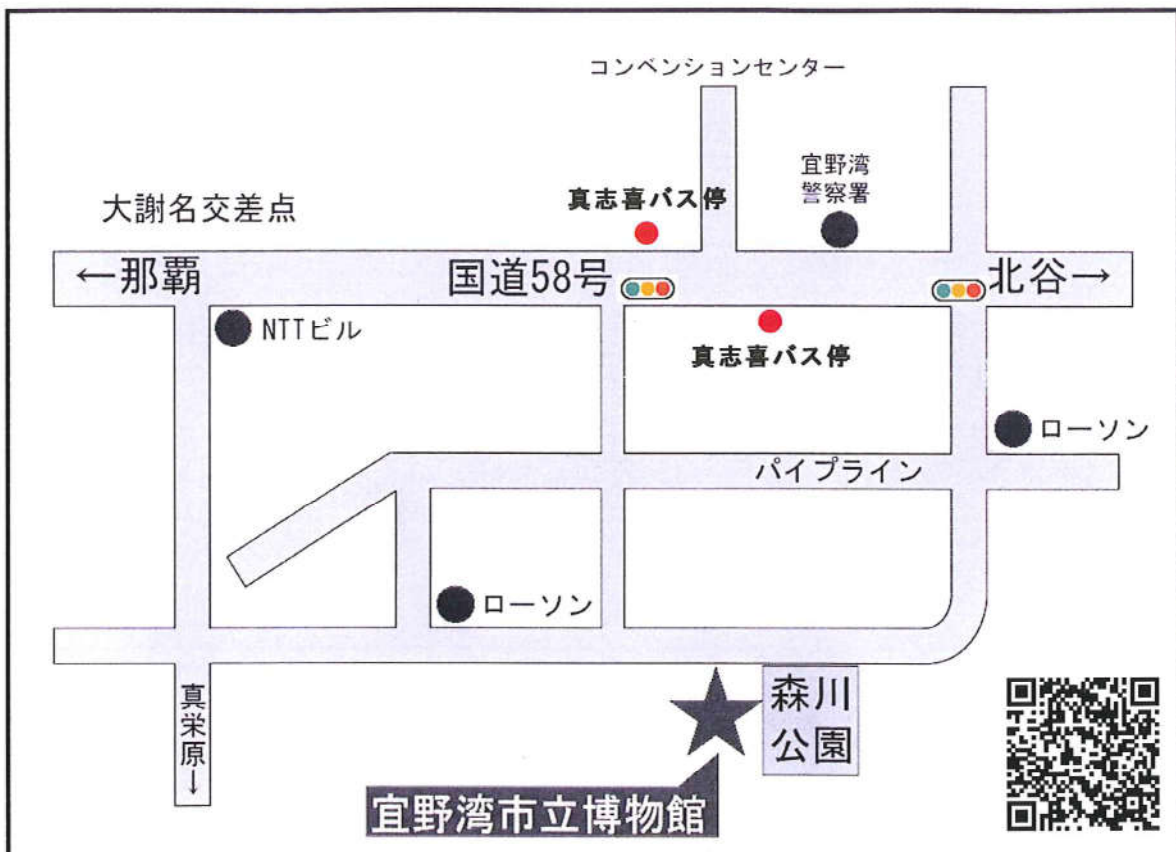 コンベンションセンター
宜野湾
警察署
真志喜バス停
大謝名交差点
←那覇
国道58号
北谷→
NTTビル
真志喜バス停
ローソン
パイプライン
ローソン
真栄原↓
森川
公園
宜野湾市立博物館